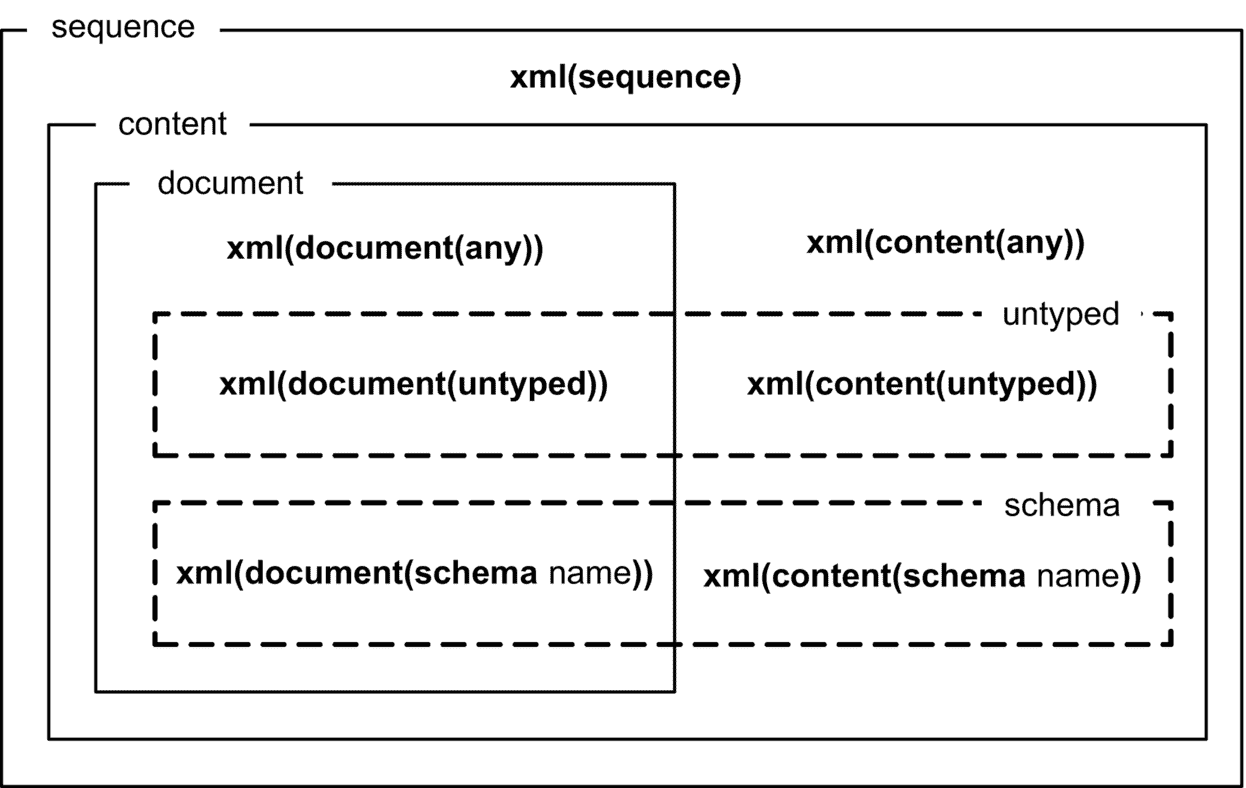 sequence
xml(sequence)
content
document
xml(document(any))
xml(content(any))
untyped
xml(document(untyped))
xml(content(untyped))
schema
xml(document(schema name))
xml(content(schema name))